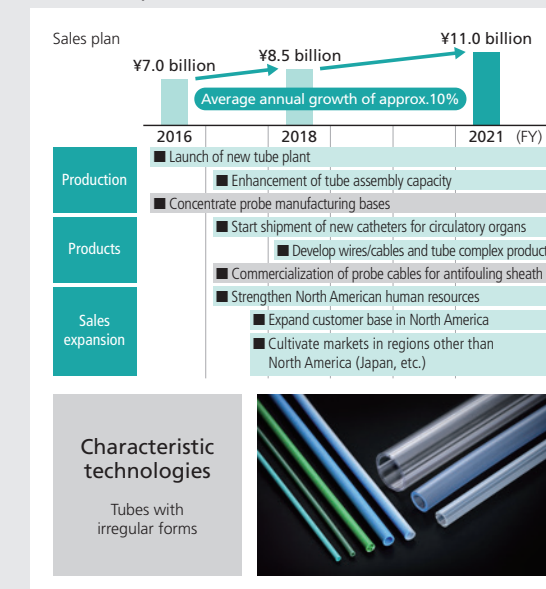 Sales plan
¥7.0 billion
¥8.5 billion
¥11.0 billion
Average annual growth of approx.10%
2016
2018
2021
(FY)
Production
■ Launch of new tube plant
■ Enhancement of tube assembly capacity
■ Concentrate probe manufacturing bases
Products
■ Start shipment of new catheters for circulatory organs
■ Develop wires/cables and tube complex product
■ Commercialization of probe cables for antifouling sheath
Sales
expansion
■ Strengthen North American human resources
■ Expand customer base in North America
■ Cultivate markets in regions other than
North America (Japan, etc.)
Characteristic
technologies
Tubes with
irregular forms